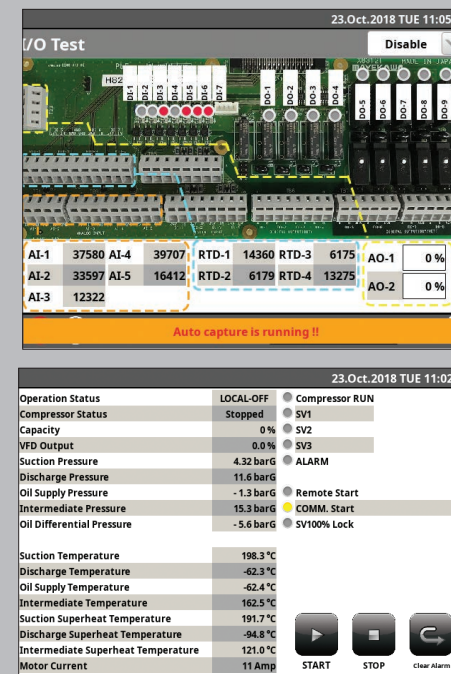 23.Oct.2018 TUE 11:05
I/O Test
Disable
MAYEKAWA
MADE IN JAPAN
H82
DI-1
DI-2
DI-3
DI-4
DI-5
DI-6
DI-7
DO-1
DO-2
DO-3
DO-4
DO-5
DO-6
DO-7
DO-8
DO-9
ANALOG INPUT
AI-1 37580 AI-4 39707
AI-2 33597 AI-5 16412
AI-3 12322
RTD-1 14360 RTD-3 6175
RTD-2 6179 RTD-4 13275
AO-1 0 %
AO-2 0 %
Auto capture is running !!
23.Oct.2018 TUE 11:02
Operation Status LOCAL-OFF Compressor RUN
Compressor Status Stopped SV1
Capacity 0 % SV2
VFD Output 0.0 % SV3
Suction Pressure 4.32 barG ALARM
Discharge Pressure 11.6 barG
Oil Supply Pressure - 1.3 barG Remote Start
Intermediate Pressure 15.3 barG COMM. Start
Oil Differential Pressure - 5.6 barG SV100% Lock
Suction Temperature 198.3 °C
Discharge Temperature -62.3 °C
Oil Supply Temperature -62.4 °C
Intermediate Temperature 162.5 °C
Suction Superheat Temperature 191.7 °C
Discharge Superheat Temperature -94.8 °C
Intermediate Superheat Temperature 121.0 °C
Motor Current 11 Amp
START
STOP
Clear Alarm